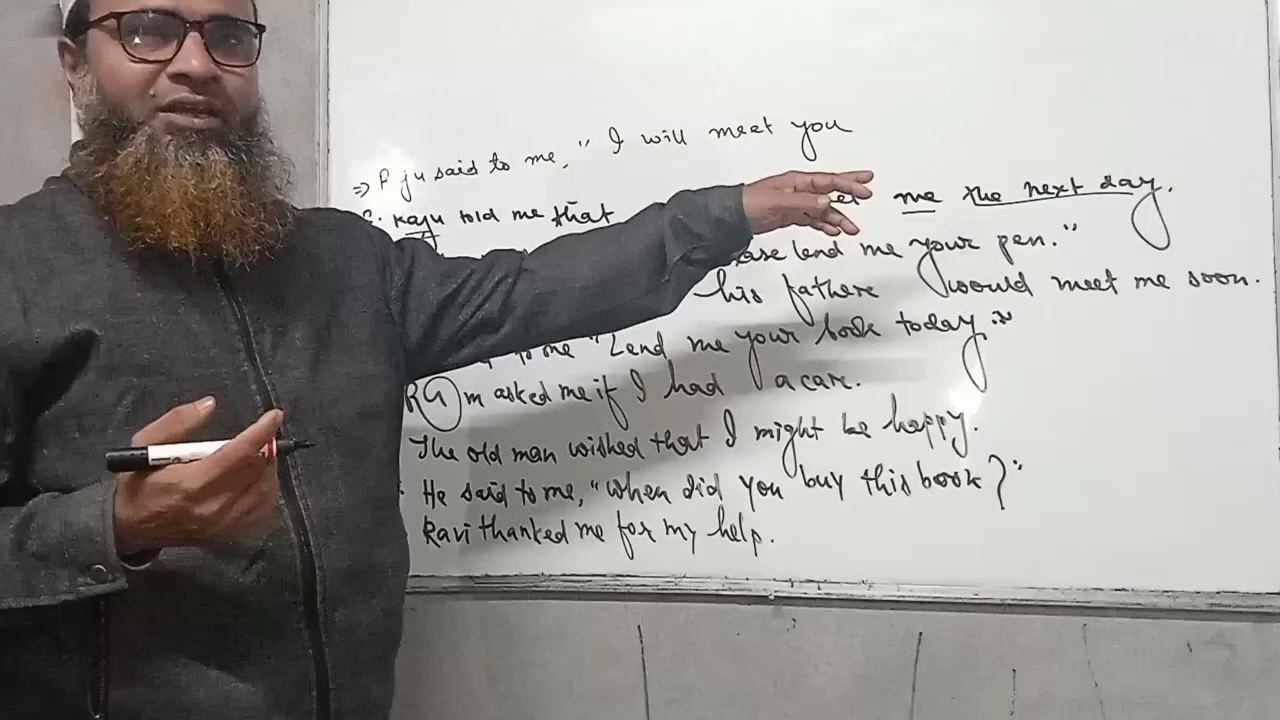 ⇒ R ju said to me, " I will meet you
Raju told me that me the next day.
lend me your pen."
his fathere would meet me soon.
to me "Lend me your book today."
m asked me if I had a car.
The old man wished that I might be happy.
He said to me, "When did you buy this book?"
Ravi thanked me for my help.